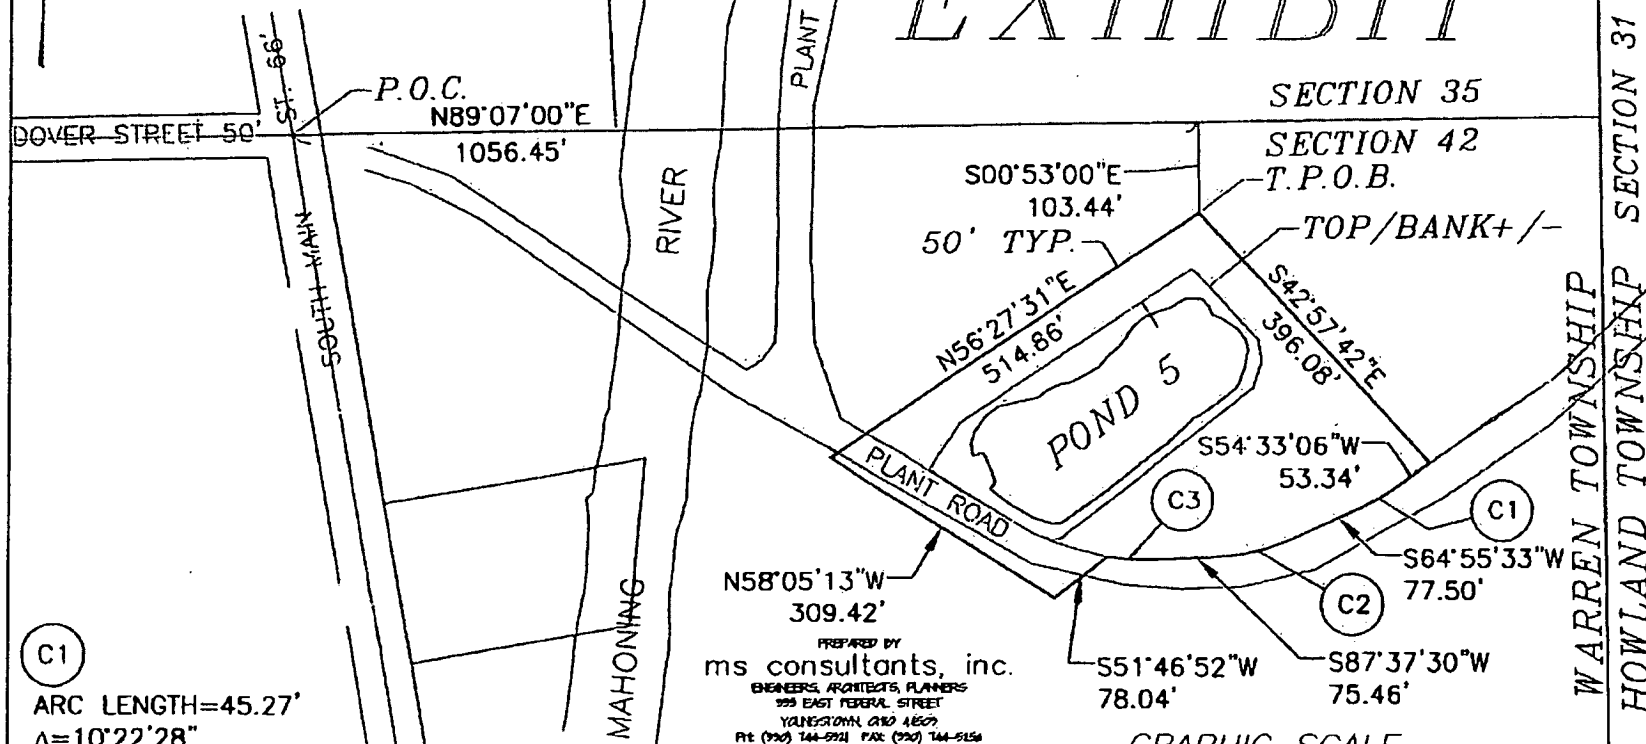 EXHIBIT
PLANT
66'
ST.
P.O.C.
N89°07'00"E
1056.45'
DOVER STREET 50'
SOUTH MAIN
RIVER
MAHONING
SECTION 35
SECTION 42
SECTION 31
S00°53'00"E
103.44'
T.P.O.B.
50' TYP.
TOP/BANK+/-
N56°27'31"E
514.86'
S42°57'42"E
396.08'
POND 5
PLANT ROAD
S54°33'06"W
53.34'
C3
C1
S64°55'33"W
77.50'
C2
N58°05'13"W
309.42'
S51°46'52"W
78.04'
S87°37'30"W
75.46'
WARREN TOWNSHIP
HOWLAND TOWNSHIP
PREPARED BY
ms consultants, inc.
ENGINEERS, ARCHITECTS, PLANNERS
EAST FEDERAL STREET
YOUNGSTOWN, OHIO
C1
ARC LENGTH=45.27'
Δ=10°22'28"
GRAPHIC SCALE